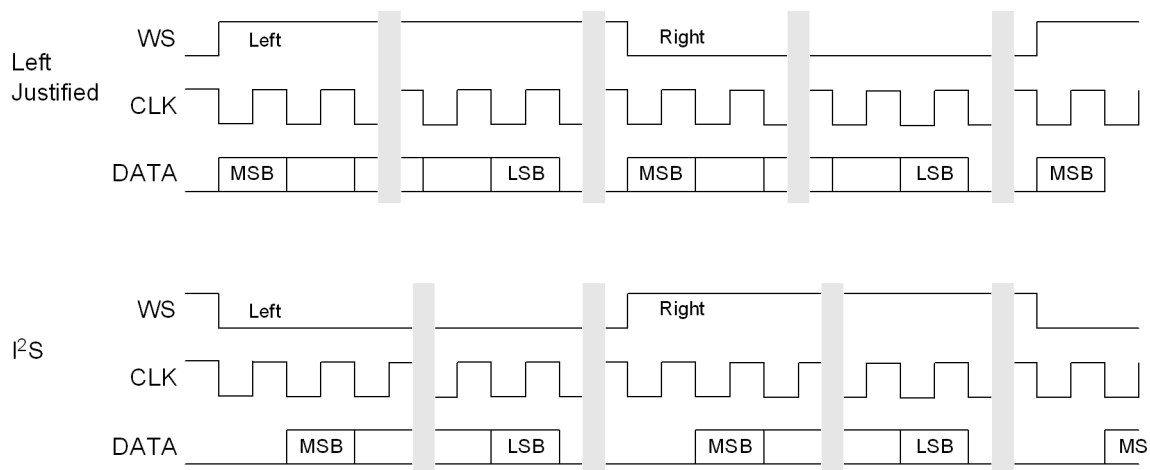 WS Left Right
Left
Justified
CLK
DATA MSB LSB MSB LSB MSB
WS Left Right
I²S
CLK
DATA MSB LSB MSB LSB MS